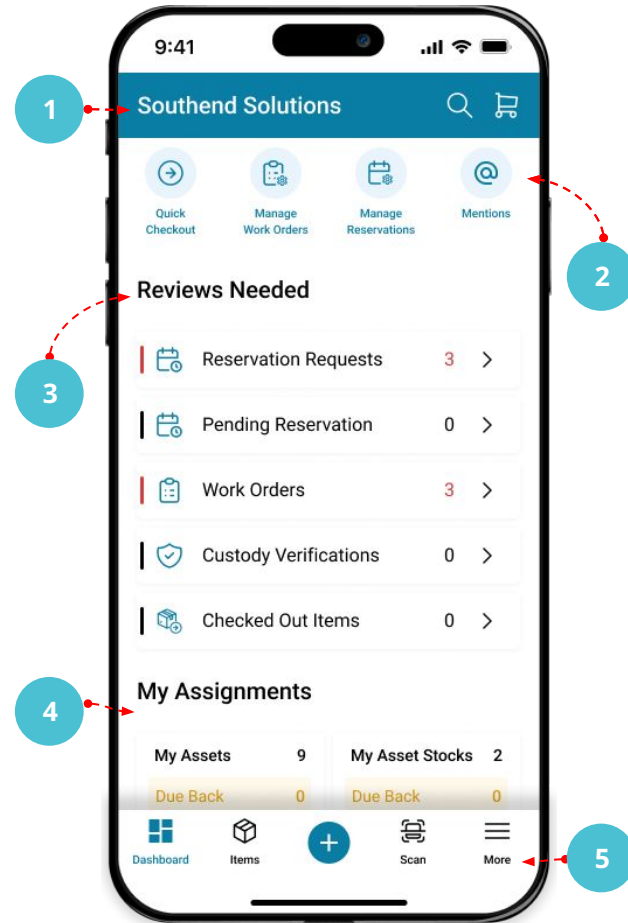 9:41
1
Southend Solutions
Quick
Checkout
Manage
Work Orders
Manage
Reservations
Mentions
2
Reviews Needed
3
Reservation Requests 3
Pending Reservation 0
Work Orders 3
Custody Verifications 0
Checked Out Items 0
My Assignments
4
My Assets 9
My Asset Stocks 2
Due Back 0
Due Back 0
Dashboard
Items
Scan
More
5